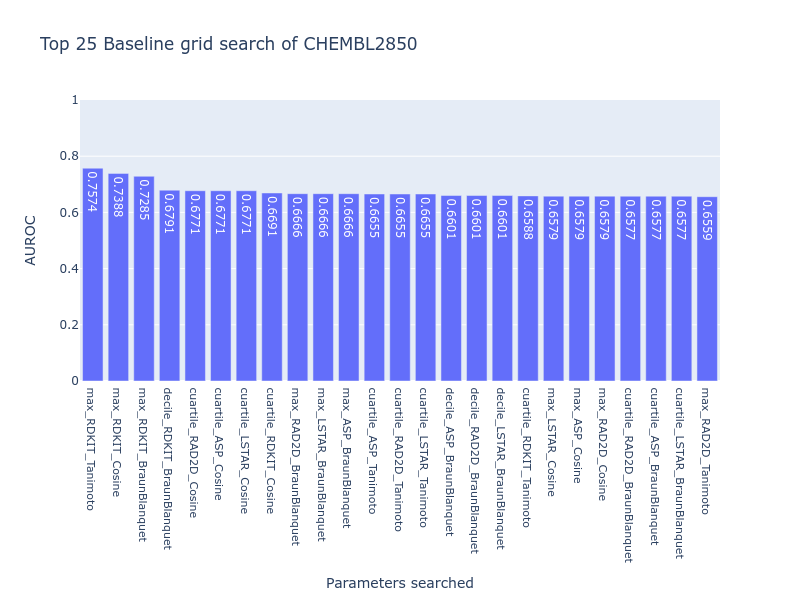 Top 25 Baseline grid search of CHEMBL2850
AUROC
1
0.8
0.6
0.4
0.2
0
0.7574
0.7388
0.7285
0.6791
0.6771
0.6771
0.6771
0.6691
0.6666
0.6666
0.6666
0.6655
0.6655
0.6655
0.6601
0.6601
0.6601
0.6588
0.6579
0.6579
0.6579
0.6577
0.6577
0.6577
0.6559
max_RDKIT_Tanimoto
max_RDKIT_Cosine
max_RDKIT_BraunBlanquet
decile_RDKIT_BraunBlanquet
cuartile_RAD2D_Cosine
cuartile_ASP_Cosine
cuartile_LSTAR_Cosine
cuartile_RDKIT_Cosine
max_RAD2D_BraunBlanquet
max_LSTAR_BraunBlanquet
max_ASP_BraunBlanquet
cuartile_ASP_Tanimoto
cuartile_RAD2D_Tanimoto
cuartile_LSTAR_Tanimoto
decile_ASP_BraunBlanquet
decile_RAD2D_BraunBlanquet
decile_LSTAR_BraunBlanquet
cuartile_RDKIT_Tanimoto
max_LSTAR_Cosine
max_ASP_Cosine
max_RAD2D_Cosine
cuartile_RAD2D_BraunBlanquet
cuartile_ASP_BraunBlanquet
cuartile_LSTAR_BraunBlanquet
max_RAD2D_Tanimoto
Parameters searched